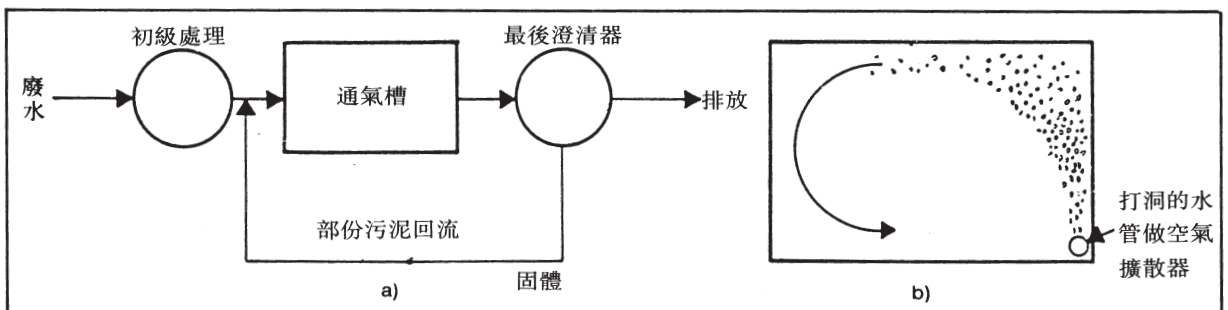 初級處理
最後澄清器
廢
水
通氣槽
排放
部份污泥回流
固體
a)
打洞的水
管做空氣
擴散器
b)